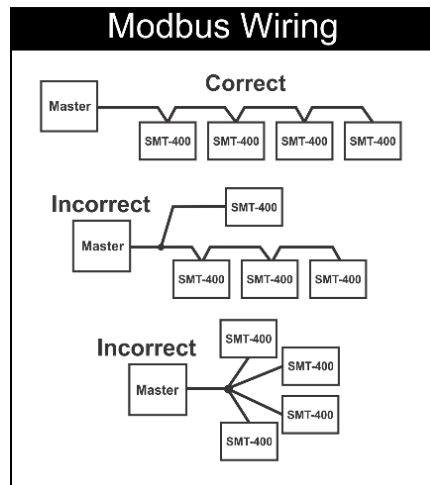 Modbus Wiring
Correct
Master
SMT-400 SMT-400 SMT-400 SMT-400
Incorrect
SMT-400
Master
SMT-400 SMT-400 SMT-400
Incorrect
SMT-400
SMT-400
Master
SMT-400
SMT-400